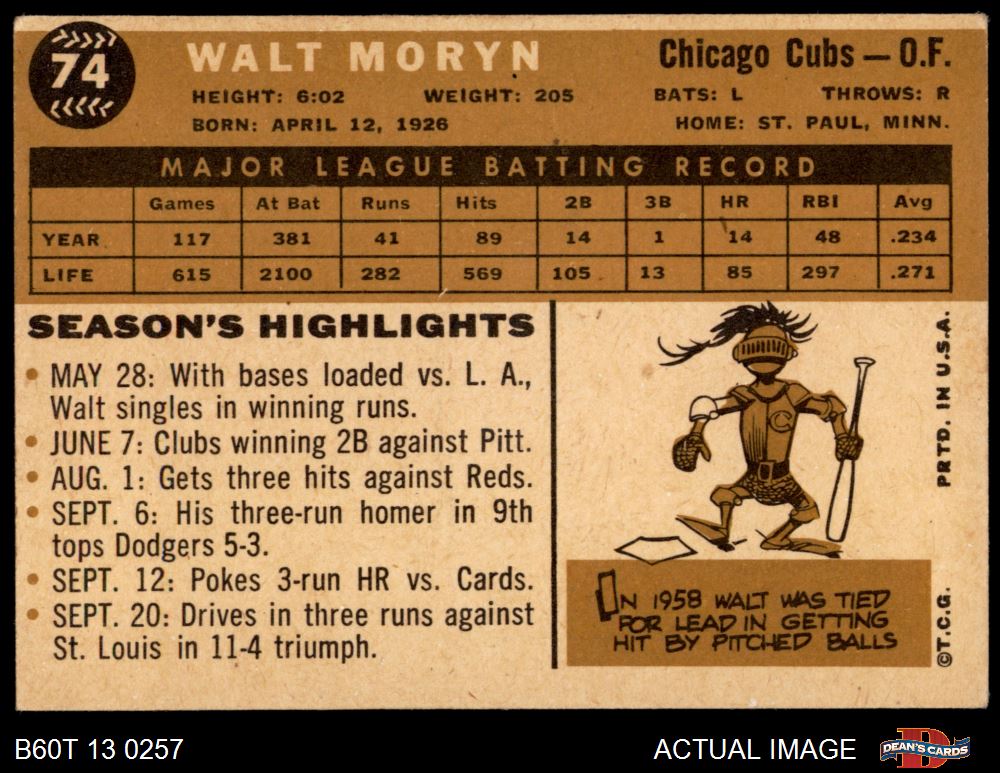 74
WALT MORYN
Chicago Cubs — O.F.
HEIGHT: 6:02 WEIGHT: 205 BATS: L THROWS: R
BORN: APRIL 12, 1926 HOME: ST. PAUL, MINN.
MAJOR LEAGUE BATTING RECORD
Games At Bat Runs Hits 2B 3B HR RBI Avg
YEAR 117 381 41 89 14 1 14 48 .234
LIFE 615 2100 282 569 105 13 85 297 .271
SEASON'S HIGHLIGHTS
• MAY 28: With bases loaded vs. L. A.,
Walt singles in winning runs.
• JUNE 7: Clubs winning 2B against Pitt.
• AUG. 1: Gets three hits against Reds.
• SEPT. 6: His three-run homer in 9th
tops Dodgers 5-3.
• SEPT. 12: Pokes 3-run HR vs. Cards.
• SEPT. 20: Drives in three runs against
St. Louis in 11-4 triumph.
C
IN 1958 WALT WAS TIED
FOR LEAD IN GETTING
HIT BY PITCHED BALLS
©T.C.G. PRTD. IN U.S.A.
B60T 13 0257
ACTUAL IMAGE
DEAN'S CARDS